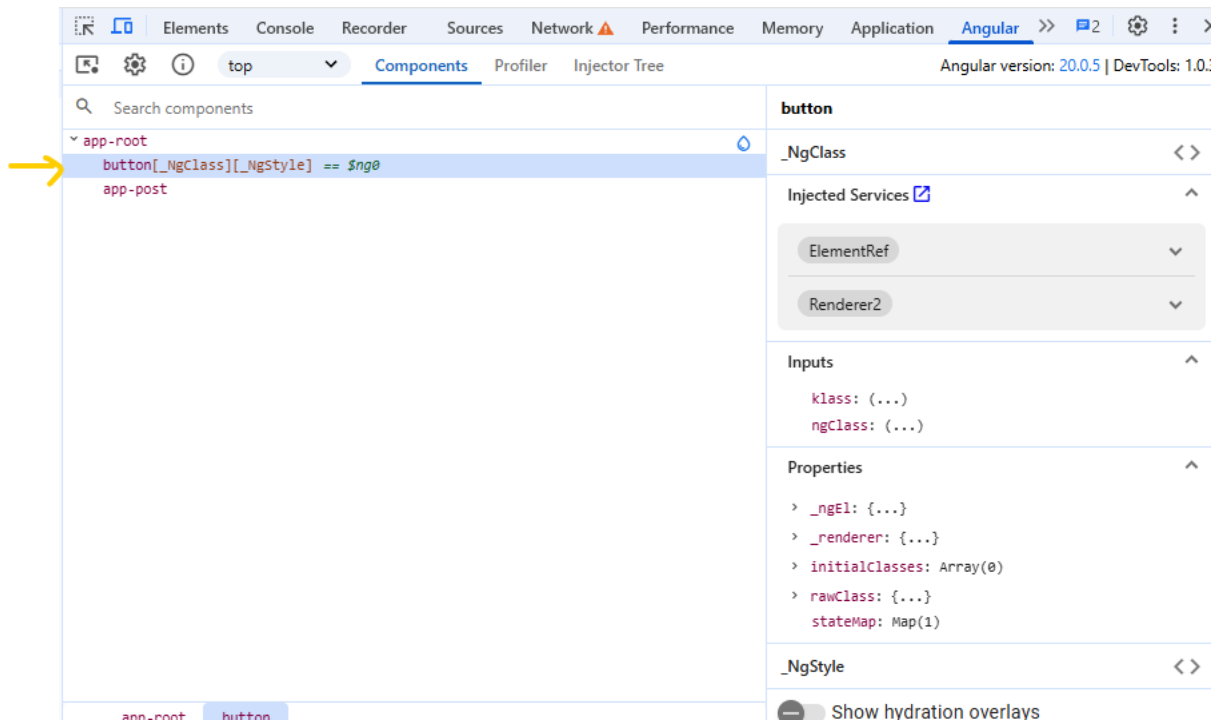 Elements Console Recorder Sources Network Performance Memory Application Angular 2
top Components Profiler Injector Tree Angular version: 20.0.5 | DevTools: 1.0.3
Search components
app-root
button[_NgClass][_NgStyle] == $ng0
app-post
app-root button
button
_NgClass
Injected Services
ElementRef
Renderer2
Inputs
klass: (...)
ngClass: (...)
Properties
_ngEl: {...}
_renderer: {...}
initialClasses: Array(0)
rawClass: {...}
stateMap: Map(1)
_NgStyle
Show hydration overlays